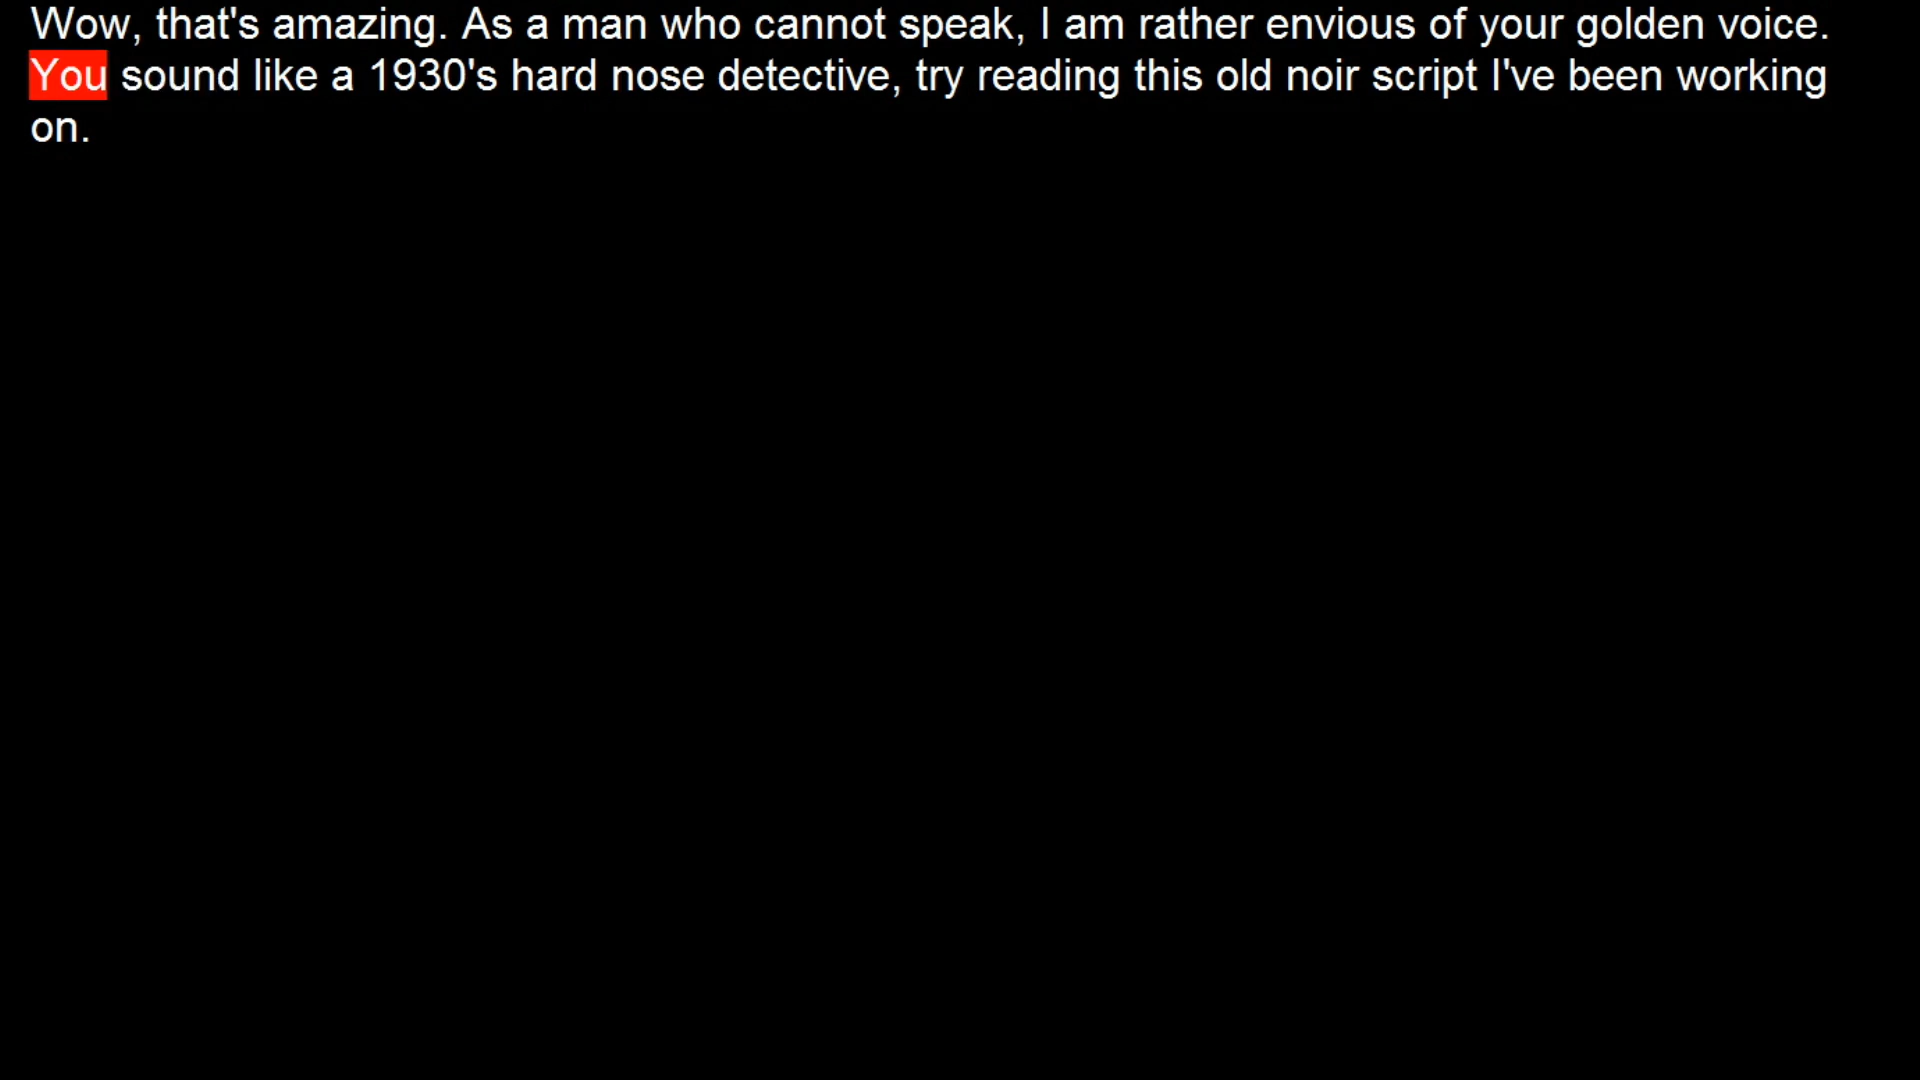 Wow, that's amazing. As a man who cannot speak, I am rather envious of your golden voice.
You sound like a 1930's hard nose detective, try reading this old noir script I've been working
on.